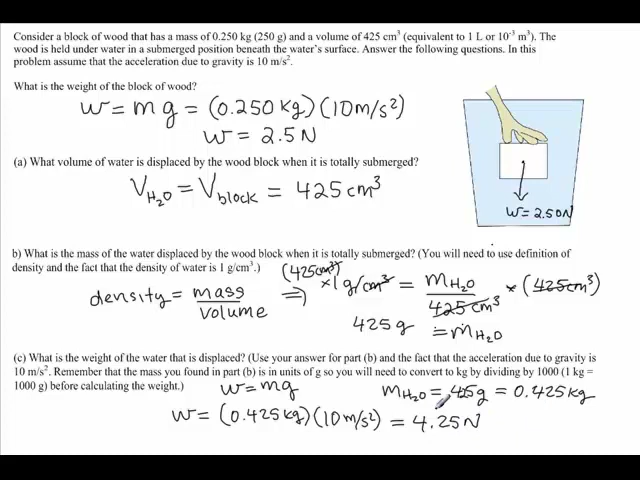 Consider a block of wood that has a mass of 0.250 kg (250 g) and a volume of 425 cm³ (equivalent to 1 L or 10⁻³ m³). The
wood is held under water in a submerged position beneath the water's surface. Answer the following questions. In this
problem assume that the acceleration due to gravity is 10 m/s².
What is the weight of the block of wood?
W = mg = (0.250 kg)(10 m/s²)
W = 2.5 N
(a) What volume of water is displaced by the wood block when it is totally submerged?
V H₂O = V block = 425 cm³
W = 2.50 N
b) What is the mass of the water displaced by the wood block when it is totally submerged? (You will need to use definition of
density and the fact that the density of water is 1 g/cm³.)
density = mass / volume ⇒ (425cm³) * 1 g/cm³ = m H₂O / 425 cm³ * (425cm³)
425 g = m H₂O
(c) What is the weight of the water that is displaced? (Use your answer for part (b) and the fact that the acceleration due to gravity is
10 m/s². Remember that the mass you found in part (b) is in units of g so you will need to convert to kg by dividing by 1000 (1 kg =
1000 g) before calculating the weight.)
W = mg
m H₂O = 425 g = 0.425 kg
W = (0.425 kg)(10 m/s²) = 4.25 N